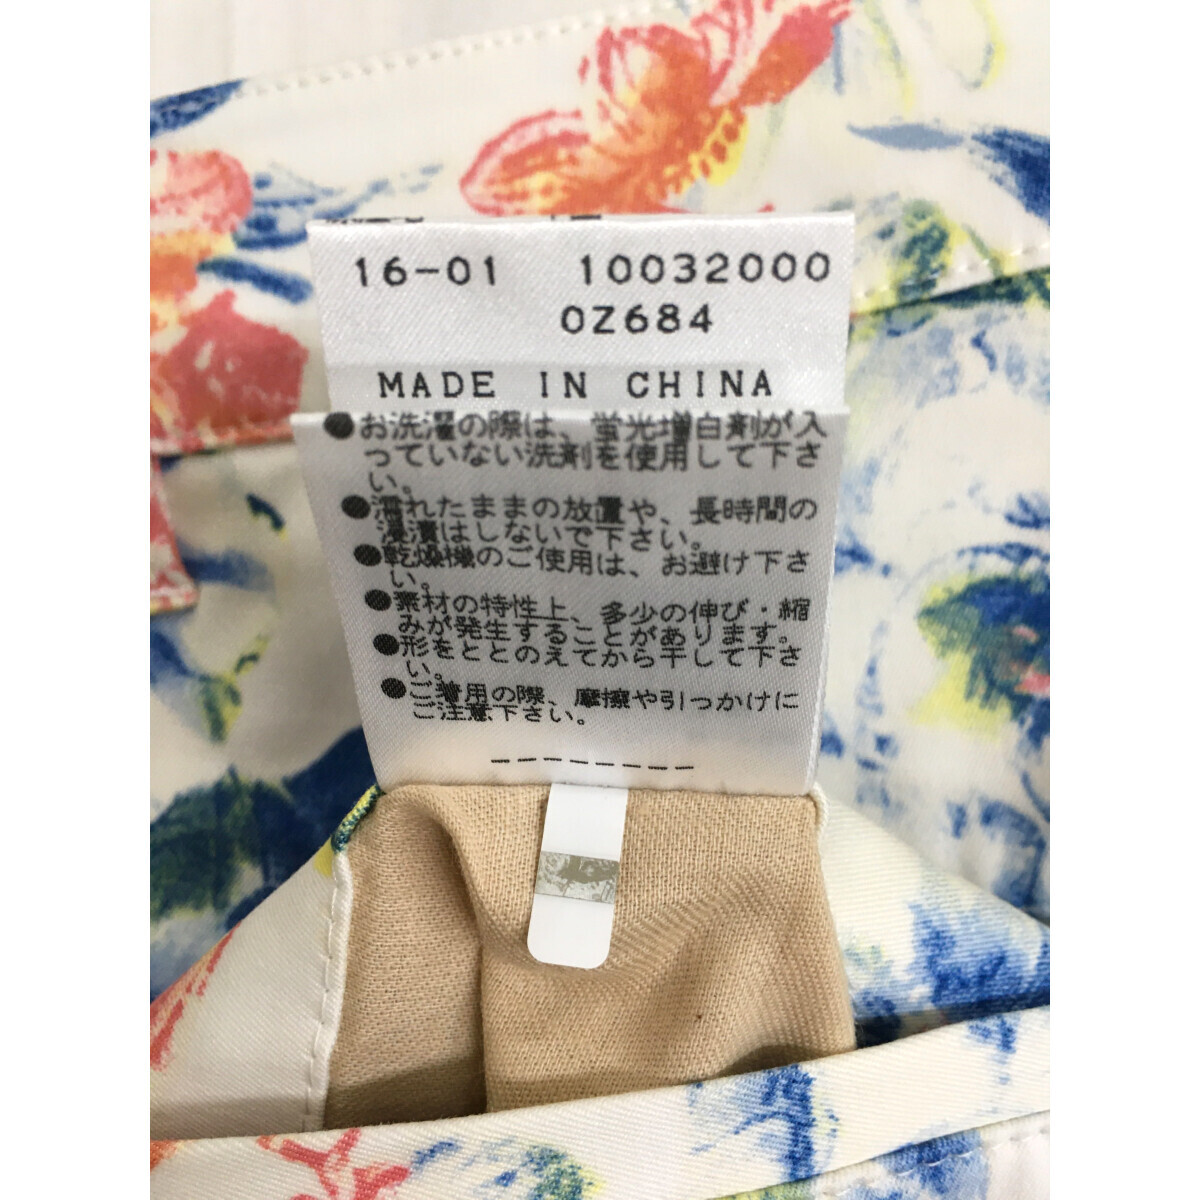 16-01 10032000
0Z684
MADE IN CHINA
●お洗濯の際は、蛍光増白剤が入
っていない洗剤を使用して下さ
い。
●濡れたままの放置や、長時間の
浸漬はしないで下さい。
●乾燥機のご使用は、お避け下さ
い。
●素材の特性上、多少の伸び・縮
みが発生することがあります。
●形をととのえてから干して下さ
い。
●ご着用の際、摩擦や引っかけに
ご注意下さい。
--------